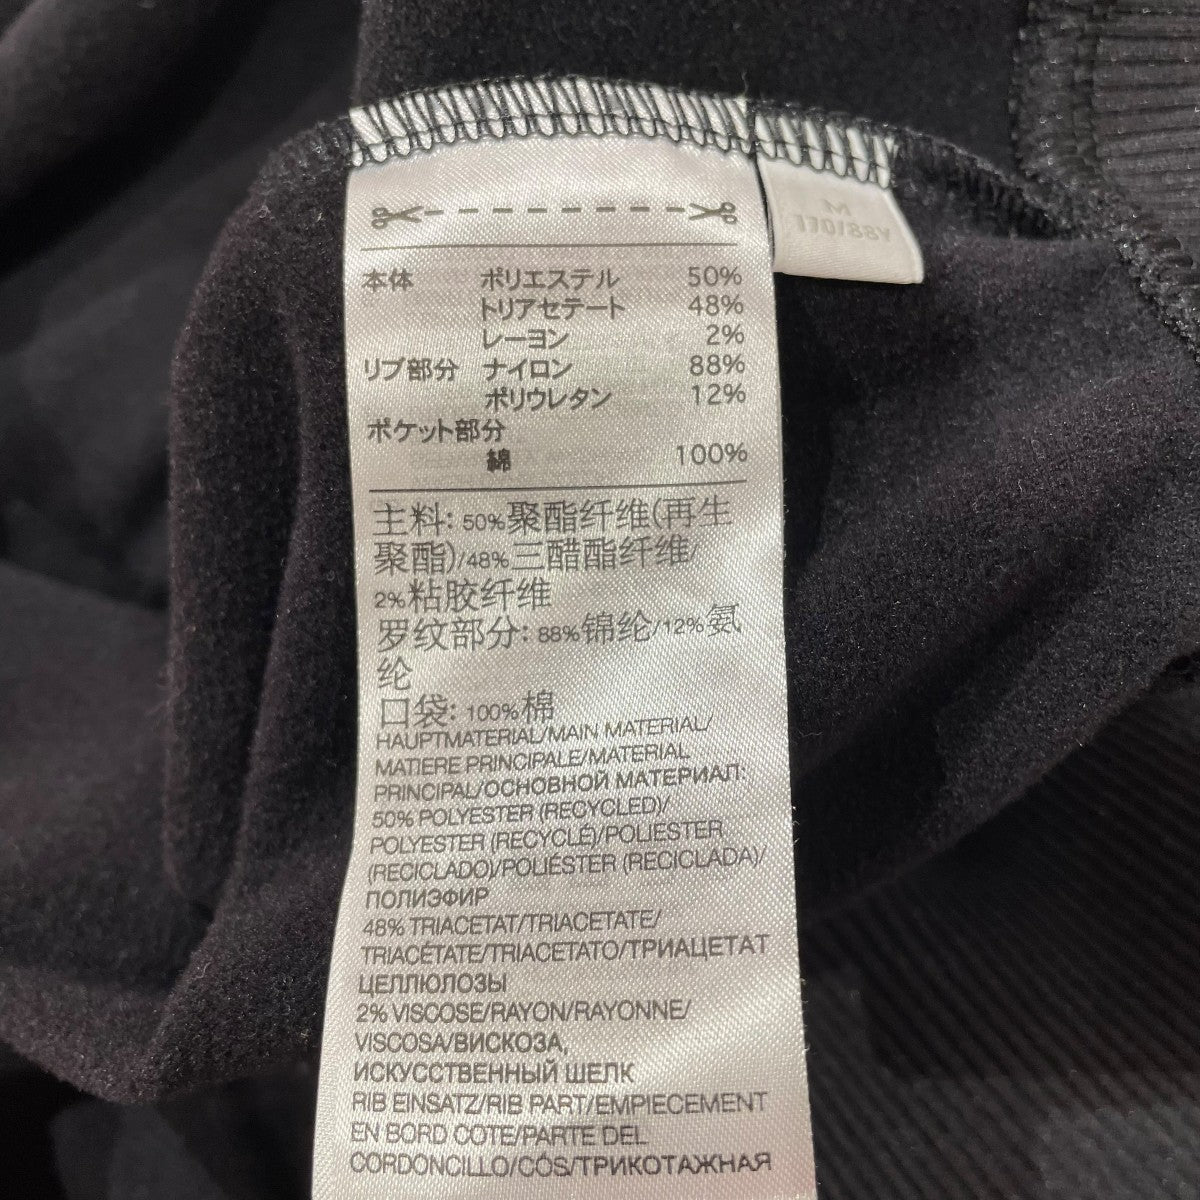 本体 ポリエステル 50%
トリアセテート 48%
レーヨン 2%
リブ部分 ナイロン 88%
ポリウレタン 12%
ポケット部分
綿 100%
主料: 50%聚酯纤维(再生
聚酯)/48%三醋酯纤维/
2%粘胶纤维
罗纹部分: 88%锦纶/12%氨
纶
口袋: 100%棉
HAUPTMATERIAL/MAIN MATERIAL/
MATIERE PRINCIPALE/MATERIAL
PRINCIPAL/ОСНОВНОЙ МАТЕРИАЛ:
50% POLYESTER (RECYCLED)/
POLYESTER (RECYCLÉ)/POLIESTER
(RECICLADO)/POLIÉSTER (RECICLADA)/
ПОЛИЭФИР
48% TRIACETAT/TRIACETATE/
TRIACÉTATE/TRIACETATO/ТРИАЦЕТАТ
ЦЕЛЛЮЛОЗЫ
2% VISCOSE/RAYON/RAYONNE/
VISCOSA/ВИСКОЗА,
ИСКУССТВЕННЫЙ ШЕЛК
RIB EINSATZ/RIB PART/EMPIECEMENT
EN BORD COTE/PARTE DEL
CORDONCILLO/CÓS/ТРИКОТАЖНАЯ